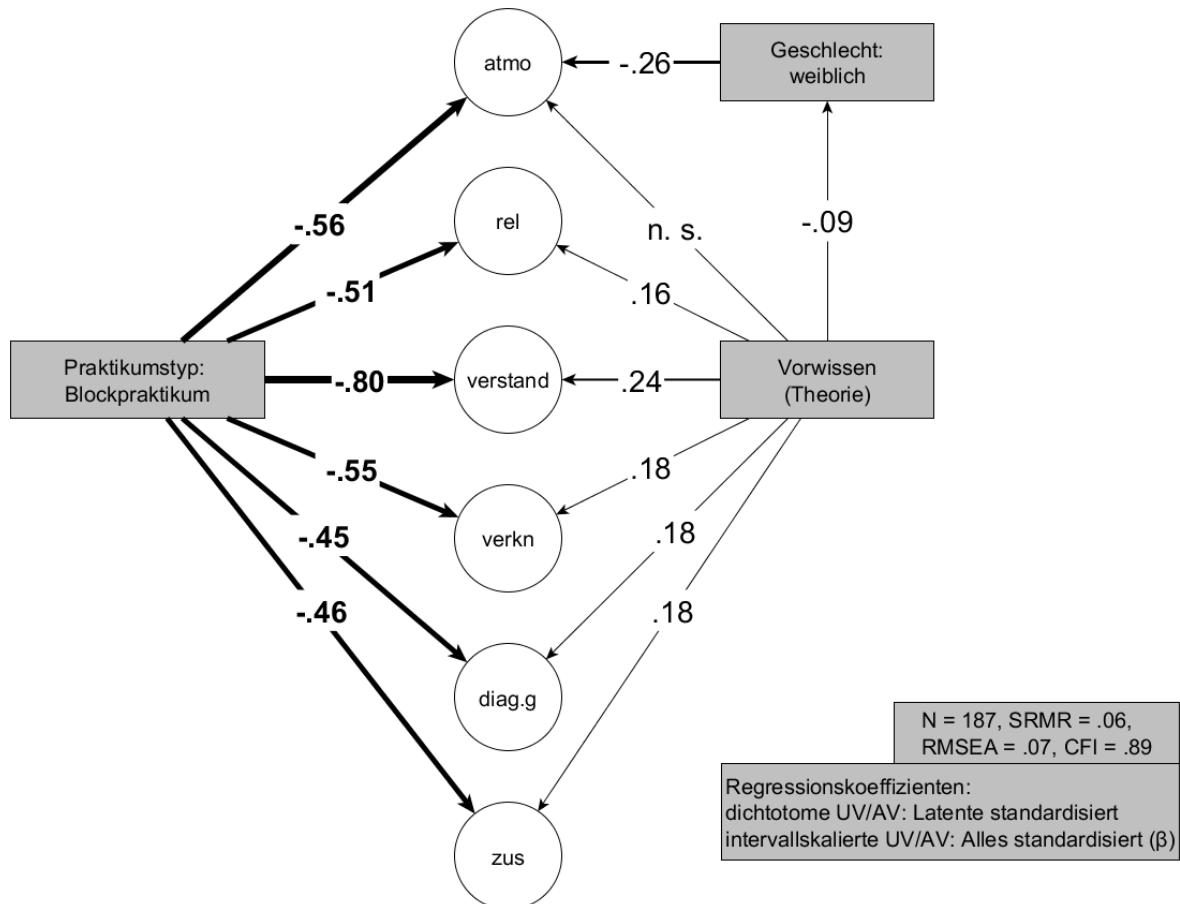 atmo
-.26
Geschlecht:
weiblich
-.56
rel
n. s.
-.09
-.51
.16
Praktikumstyp:
Blockpraktikum
-.80
verstand
.24
Vorwissen
(Theorie)
-.55
.18
verkn
-.45
.18
-.46
.18
diag.g
N = 187, SRMR = .06,
RMSEA = .07, CFI = .89
Regressionskoeffizienten:
dichtotome UV/AV: Latente standardisiert
intervallskalierte UV/AV: Alles standardisiert (β)
zus